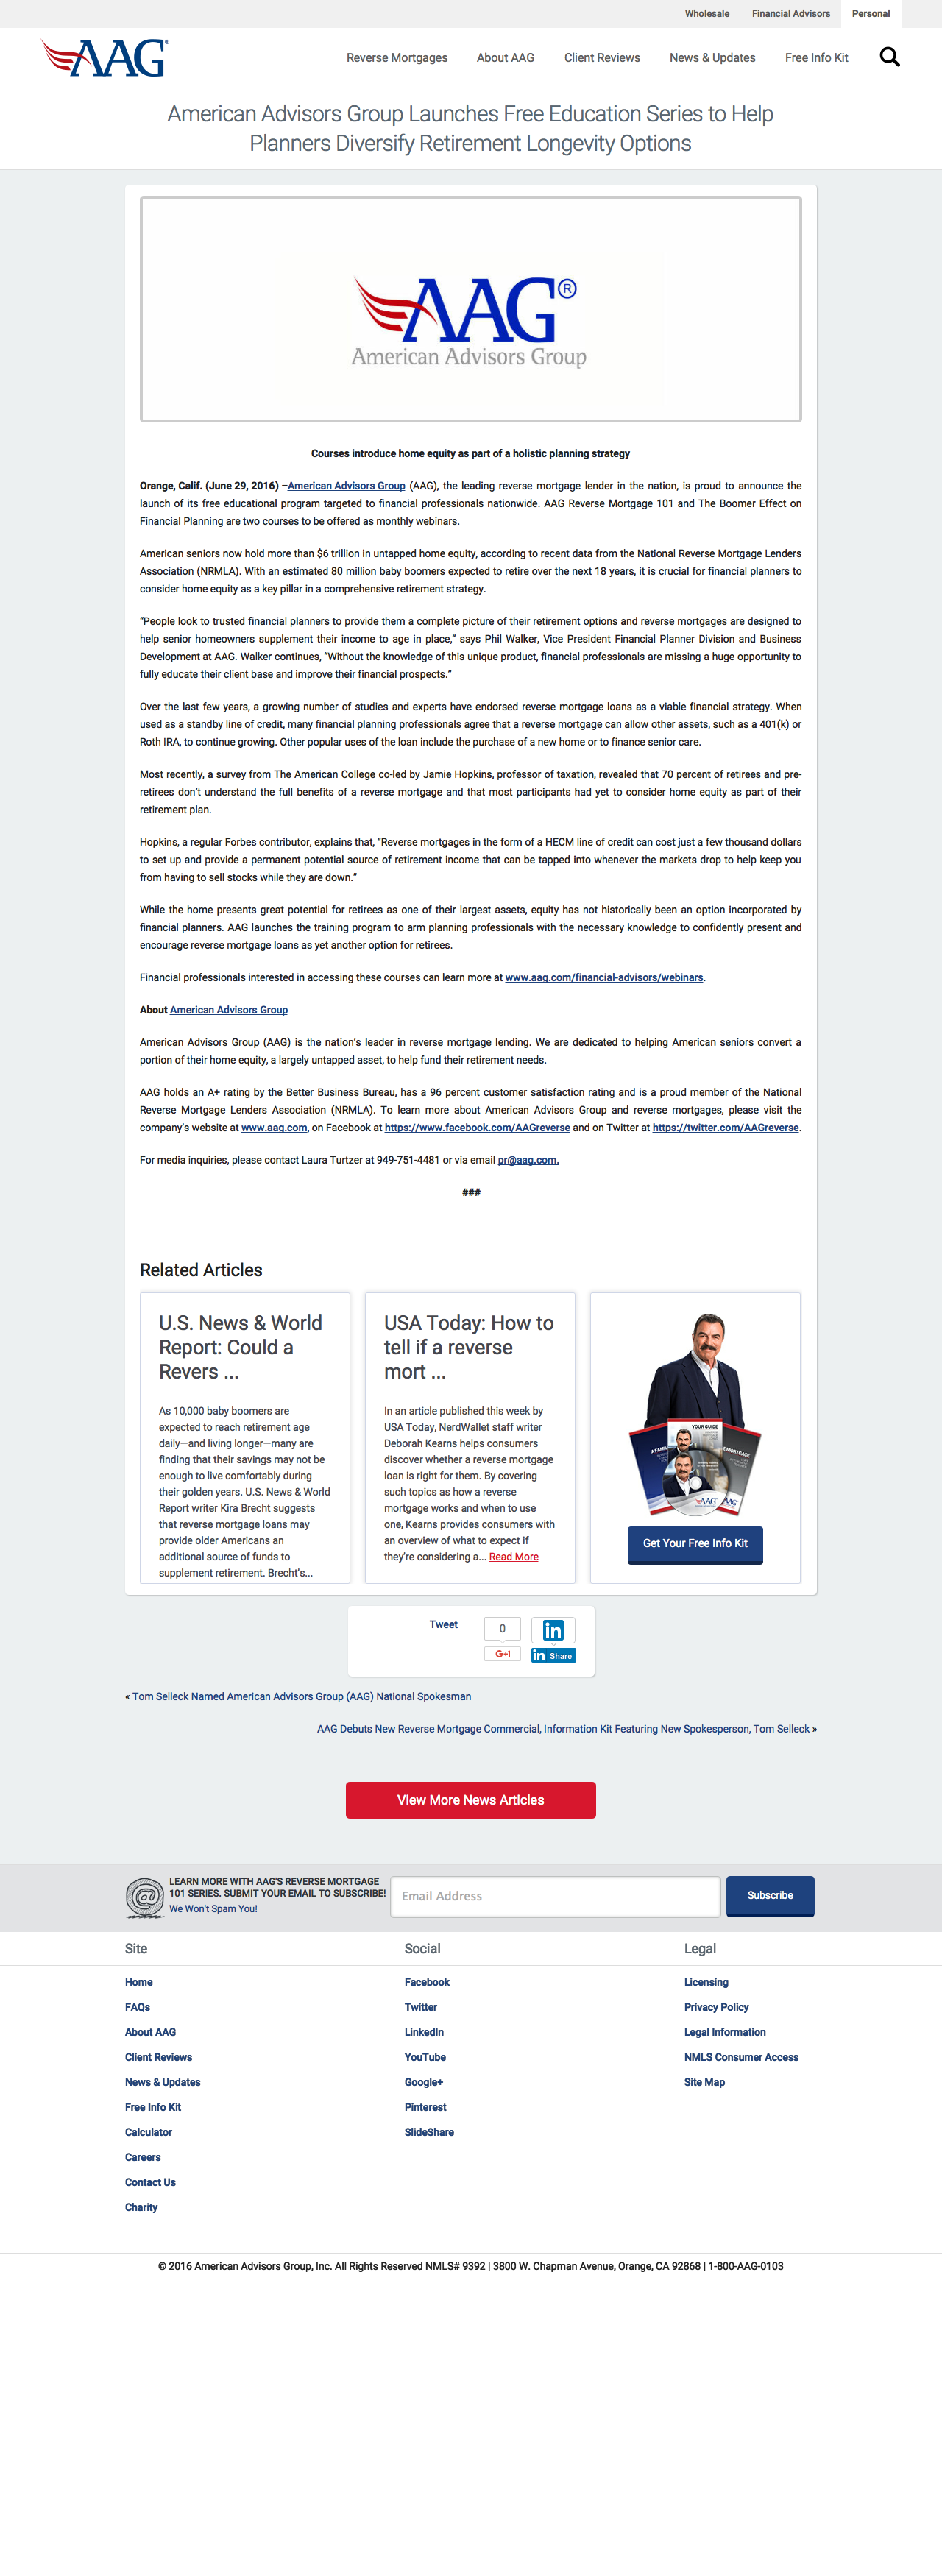 Wholesale Financial Advisors Personal
AAG®
Reverse Mortgages About AAG Client Reviews News & Updates Free Info Kit
American Advisors Group Launches Free Education Series to Help
Planners Diversify Retirement Longevity Options
AAG®
American Advisors Group
Courses introduce home equity as part of a holistic planning strategy
Orange, Calif. (June 29, 2016) –American Advisors Group (AAG), the leading reverse mortgage lender in the nation, is proud to announce the
launch of its free educational program targeted to financial professionals nationwide. AAG Reverse Mortgage 101 and The Boomer Effect on
Financial Planning are two courses to be offered as monthly webinars.
American seniors now hold more than $6 trillion in untapped home equity, according to recent data from the National Reverse Mortgage Lenders
Association (NRMLA). With an estimated 80 million baby boomers expected to retire over the next 18 years, it is crucial for financial planners to
consider home equity as a key pillar in a comprehensive retirement strategy.
“People look to trusted financial planners to provide them a complete picture of their retirement options and reverse mortgages are designed to
help senior homeowners supplement their income to age in place,” says Phil Walker, Vice President Financial Planner Division and Business
Development at AAG. Walker continues, “Without the knowledge of this unique product, financial professionals are missing a huge opportunity to
fully educate their client base and improve their financial prospects.”
Over the last few years, a growing number of studies and experts have endorsed reverse mortgage loans as a viable financial strategy. When
used as a standby line of credit, many financial planning professionals agree that a reverse mortgage can allow other assets, such as a 401(k) or
Roth IRA, to continue growing. Other popular uses of the loan include the purchase of a new home or to finance senior care.
Most recently, a survey from The American College co-led by Jamie Hopkins, professor of taxation, revealed that 70 percent of retirees and pre-
retirees don’t understand the full benefits of a reverse mortgage and that most participants had yet to consider home equity as part of their
retirement plan.
Hopkins, a regular Forbes contributor, explains that, “Reverse mortgages in the form of a HECM line of credit can cost just a few thousand dollars
to set up and provide a permanent potential source of retirement income that can be tapped into whenever the markets drop to help keep you
from having to sell stocks while they are down.”
While the home presents great potential for retirees as one of their largest assets, equity has not historically been an option incorporated by
financial planners. AAG launches the training program to arm planning professionals with the necessary knowledge to confidently present and
encourage reverse mortgage loans as yet another option for retirees.
Financial professionals interested in accessing these courses can learn more at www.aag.com/financial-advisors/webinars.
About American Advisors Group
American Advisors Group (AAG) is the nation’s leader in reverse mortgage lending. We are dedicated to helping American seniors convert a
portion of their home equity, a largely untapped asset, to help fund their retirement needs.
AAG holds an A+ rating by the Better Business Bureau, has a 96 percent customer satisfaction rating and is a proud member of the National
Reverse Mortgage Lenders Association (NRMLA). To learn more about American Advisors Group and reverse mortgages, please visit the
company’s website at www.aag.com, on Facebook at https://www.facebook.com/AAGreverse and on Twitter at https://twitter.com/AAGreverse.
For media inquiries, please contact Laura Turtzer at 949-751-4481 or via email pr@aag.com.
###
Related Articles
U.S. News & World
Report: Could a
Revers ...
As 10,000 baby boomers are
expected to reach retirement age
daily—and living longer—many are
finding that their savings may not be
enough to live comfortably during
their golden years. U.S. News & World
Report writer Kira Brecht suggests
that reverse mortgage loans may
provide older Americans an
additional source of funds to
supplement retirement. Brecht’s...
USA Today: How to
tell if a reverse
mort ...
In an article published this week by
USA Today, NerdWallet staff writer
Deborah Kearns helps consumers
discover whether a reverse mortgage
loan is right for them. By covering
such topics as how a reverse
mortgage works and when to use
one, Kearns provides consumers with
an overview of what to expect if
they’re considering a... Read More
YOUR GUIDE
AAG AAG
Get Your Free Info Kit
Tweet
0
G+1
in
in Share
« Tom Selleck Named American Advisors Group (AAG) National Spokesman
AAG Debuts New Reverse Mortgage Commercial, Information Kit Featuring New Spokesperson, Tom Selleck »
View More News Articles
LEARN MORE WITH AAG'S REVERSE MORTGAGE
101 SERIES. SUBMIT YOUR EMAIL TO SUBSCRIBE!
We Won't Spam You!
Email Address
Subscribe
Site
Home
FAQs
About AAG
Client Reviews
News & Updates
Free Info Kit
Calculator
Careers
Contact Us
Charity
Social
Facebook
Twitter
LinkedIn
YouTube
Google+
Pinterest
SlideShare
Legal
Licensing
Privacy Policy
Legal Information
NMLS Consumer Access
Site Map
© 2016 American Advisors Group, Inc. All Rights Reserved NMLS# 9392 | 3800 W. Chapman Avenue, Orange, CA 92868 | 1-800-AAG-0103